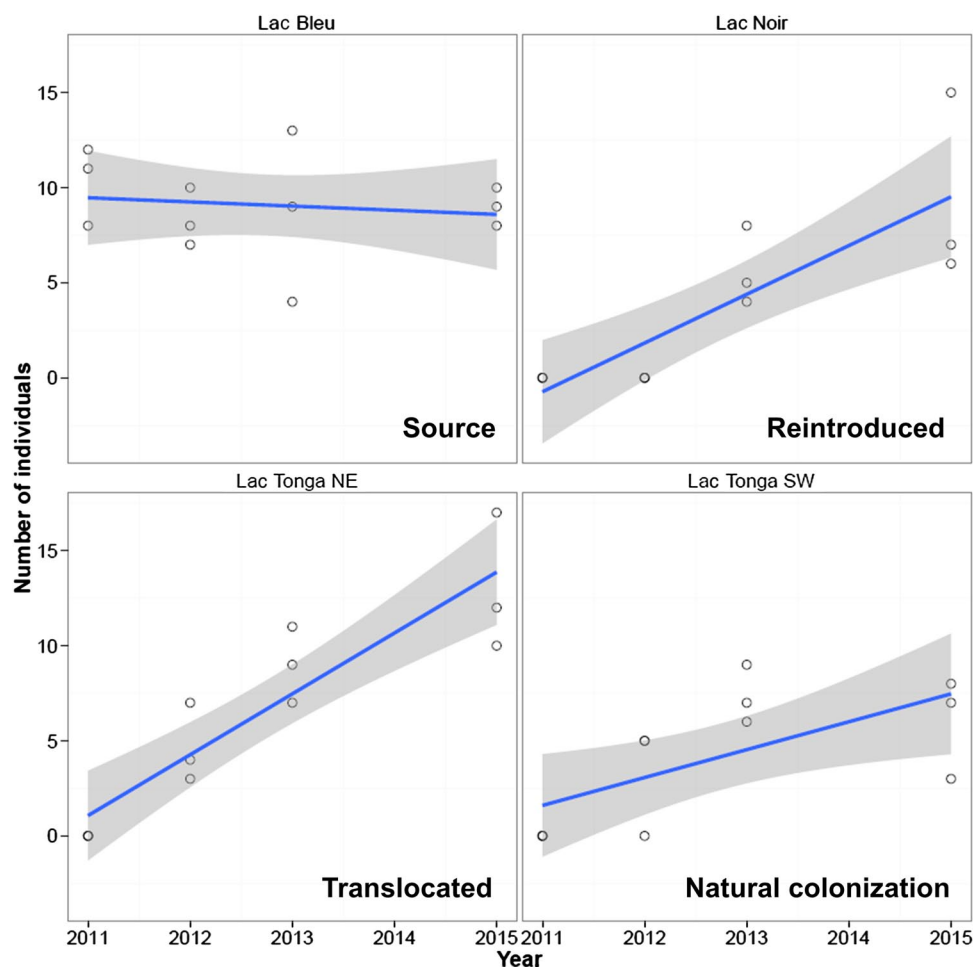 Lac Bleu
Lac Noir
15
10
5
0
Source
Reintroduced
Number of individuals
Lac Tonga NE
Lac Tonga SW
15
10
5
0
Translocated
Natural colonization
2011 2012 2013 2014 2015 2011 2012 2013 2014 2015
Year